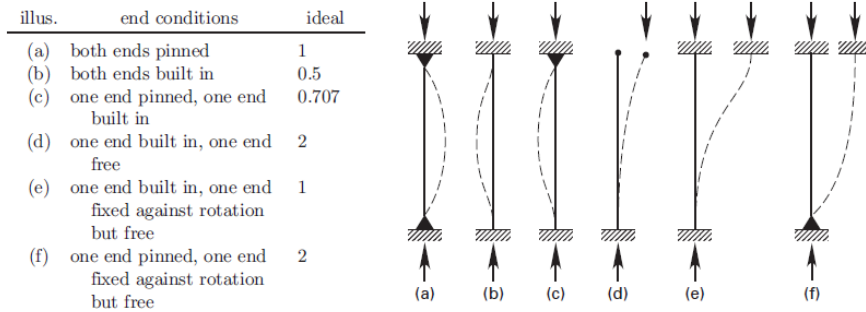 illus. end conditions ideal
(a) both ends pinned 1
(b) both ends built in 0.5
(c) one end pinned, one end 0.707
built in
(d) one end built in, one end 2
free
(e) one end built in, one end 1
fixed against rotation
but free
(f) one end pinned, one end 2
fixed against rotation
but free
(a) (b) (c) (d) (e) (f)